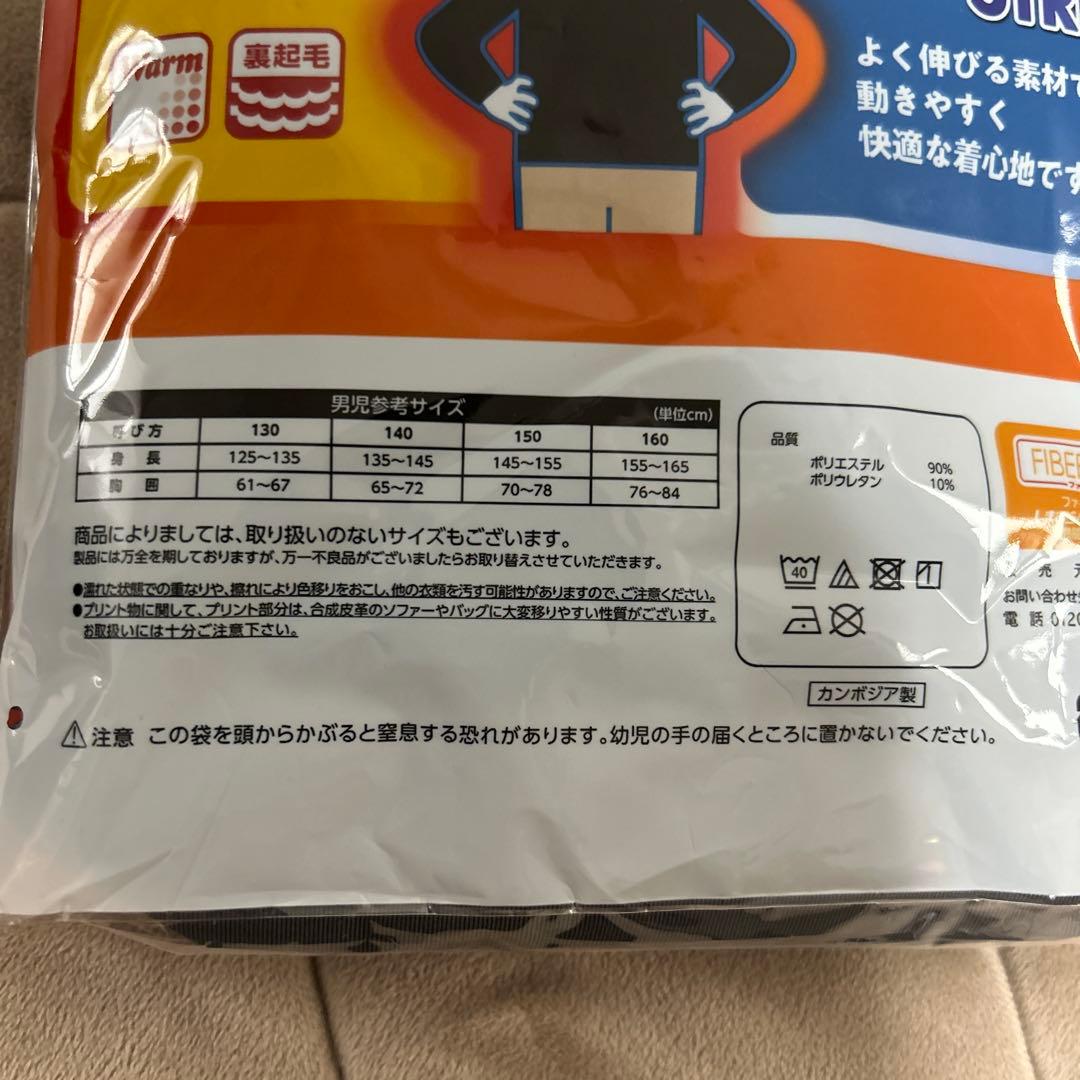 Warm
裏起毛
よく伸びる素材で
動きやすく
快適な着心地です
男児参考サイズ (単位cm)
呼び方 130 140 150 160
身長 125〜135 135〜145 145〜155 155〜165
胸囲 61〜67 65〜72 70〜78 76〜84
商品によりましては、取り扱いのないサイズもございます。
製品には万全を期しておりますが、万一不良品がございましたらお取り替えさせていただきます。
●濡れた状態での重なりや、擦れにより色移りをおこし、他の衣類を汚す可能性がありますので、ご注意ください。
●プリント物に関して、プリント部分は、合成皮革のソファーやバッグに大変移りやすい性質がございます。
お取扱いには十分ご注意下さい。
品質
ポリエステル 90%
ポリウレタン 10%
40
カンボジア製
FIBER
発売元
お問い合わせ
電話 0120
⚠注意 この袋を頭からかぶると窒息する恐れがあります。幼児の手の届くところに置かないでください。